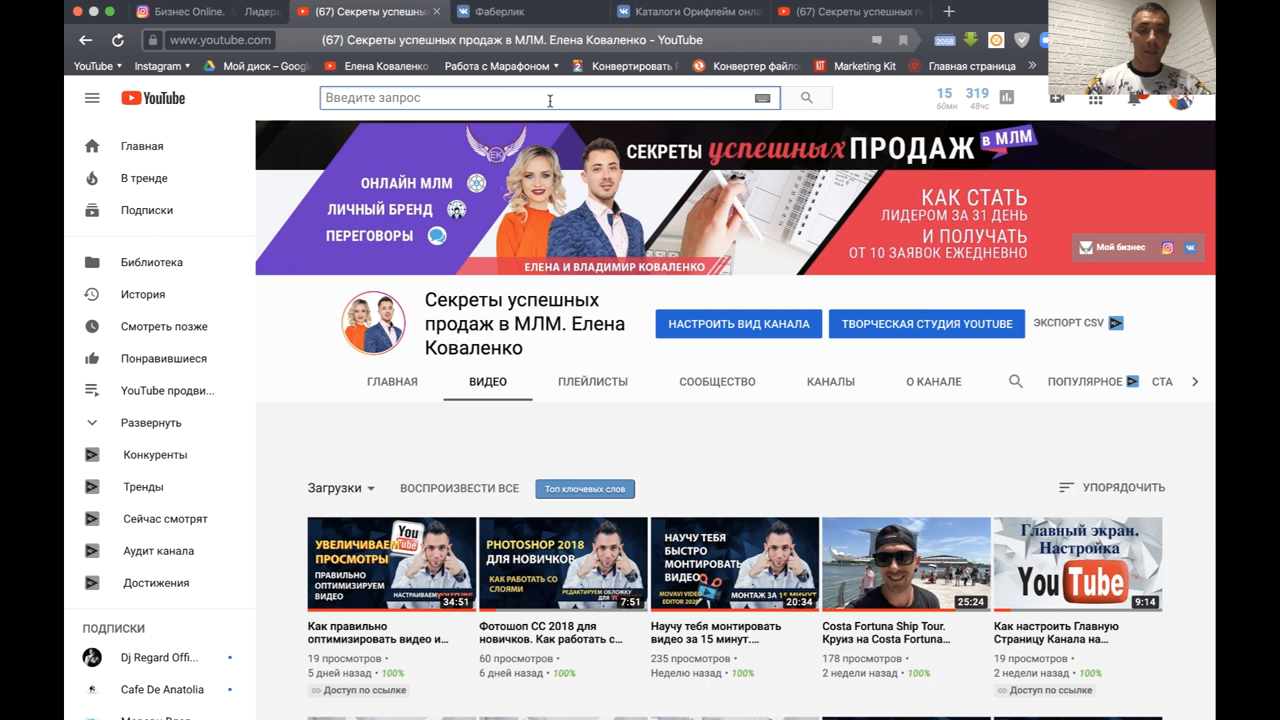 Бизнес Online.
Лидеры
(67) Секреты успешны
Фаберлик
Каталоги Орифлейм онла
(67) Секреты успешных п
www.youtube.com
(67) Секреты успешных продаж в МЛМ. Елена Коваленко - YouTube
2058
YouTube
Instagram
Мой диск – Googl
Елена Коваленко
Работа с Марафоном
Конвертировать
Конвертер файло
Marketing Kit
Главная страница
YouTube
Введите запрос
15
60мн
319
48чс
Главная
В тренде
Подписки
Библиотека
История
Смотреть позже
Понравившиеся
YouTube продви...
Развернуть
Конкуренты
Тренды
Сейчас смотрят
Аудит канала
Достижения
ПОДПИСКИ
Dj Regard Offi...
Cafe De Anatolia
ЕК
ОНЛАЙН МЛМ
ЛИЧНЫЙ БРЕНД
ПЕРЕГОВОРЫ
СЕКРЕТЫ успешных ПРОДАЖ в МЛМ
КАК СТАТЬ
ЛИДЕРОМ ЗА 31 ДЕНЬ
И ПОЛУЧАТЬ
ОТ 10 ЗАЯВОК ЕЖЕДНЕВНО
ЕЛЕНА И ВЛАДИМИР КОВАЛЕНКО
Мой бизнес
Секреты успешных
продаж в МЛМ. Елена
Коваленко
НАСТРОИТЬ ВИД КАНАЛА
ТВОРЧЕСКАЯ СТУДИЯ YOUTUBE
ЭКСПОРТ CSV
ГЛАВНАЯ
ВИДЕО
ПЛЕЙЛИСТЫ
СООБЩЕСТВО
КАНАЛЫ
О КАНАЛЕ
ПОПУЛЯРНОЕ
СТА
Загрузки
ВОСПРОИЗВЕСТИ ВСЕ
Топ ключевых слов
УПОРЯДОЧИТЬ
УВЕЛИЧИВАЕМ
ПРОСМОТРЫ
You
Tube
ПРАВИЛЬНО
ОПТИМИЗИРУЕМ
ВИДЕО
34:51
Как правильно
оптимизировать видео и...
19 просмотров •
5 дней назад • 100%
Доступ по ссылке
PHOTOSHOP 2018
ДЛЯ НОВИЧКОВ
КАК РАБОТАТЬ СО
СЛОЯМИ
7:51
Фотошоп СС 2018 для
новичков. Как работать с...
60 просмотров •
6 дней назад • 100%
НАУЧУ ТЕБЯ
БЫСТРО
МОНТИРОВАТЬ
ВИДЕО
20:34
Научу тебя монтировать
видео за 15 минут....
235 просмотров •
Неделю назад • 100%
25:24
Costa Fortuna Ship Tour.
Круиз на Costa Fortuna...
178 просмотров •
2 недели назад • 100%
Главный экран.
Настройка
YouTube
9:14
Как настроить Главную
Страницу Канала на...
19 просмотров •
2 недели назад • 100%
Доступ по ссылке